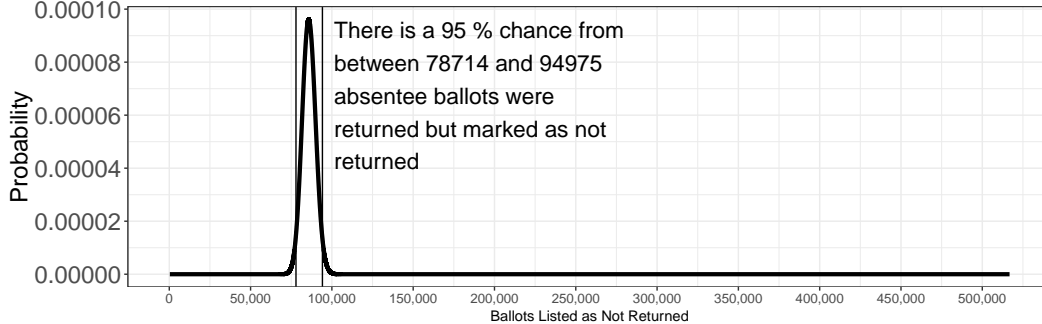 0.00010
0.00008
0.00006
0.00004
0.00002
0.00000
Probability
There is a 95 % chance from
between 78714 and 94975
absentee ballots were
returned but marked as not
returned
0 50,000 100,000 150,000 200,000 250,000 300,000 350,000 400,000 450,000 500,000
Ballots Listed as Not Returned